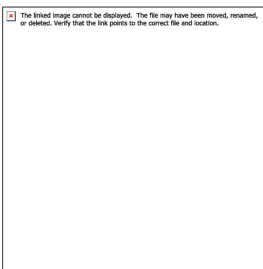 The linked image cannot be displayed.  The file may have been moved, renamed,
or deleted. Verify that the link points to the correct file and location.